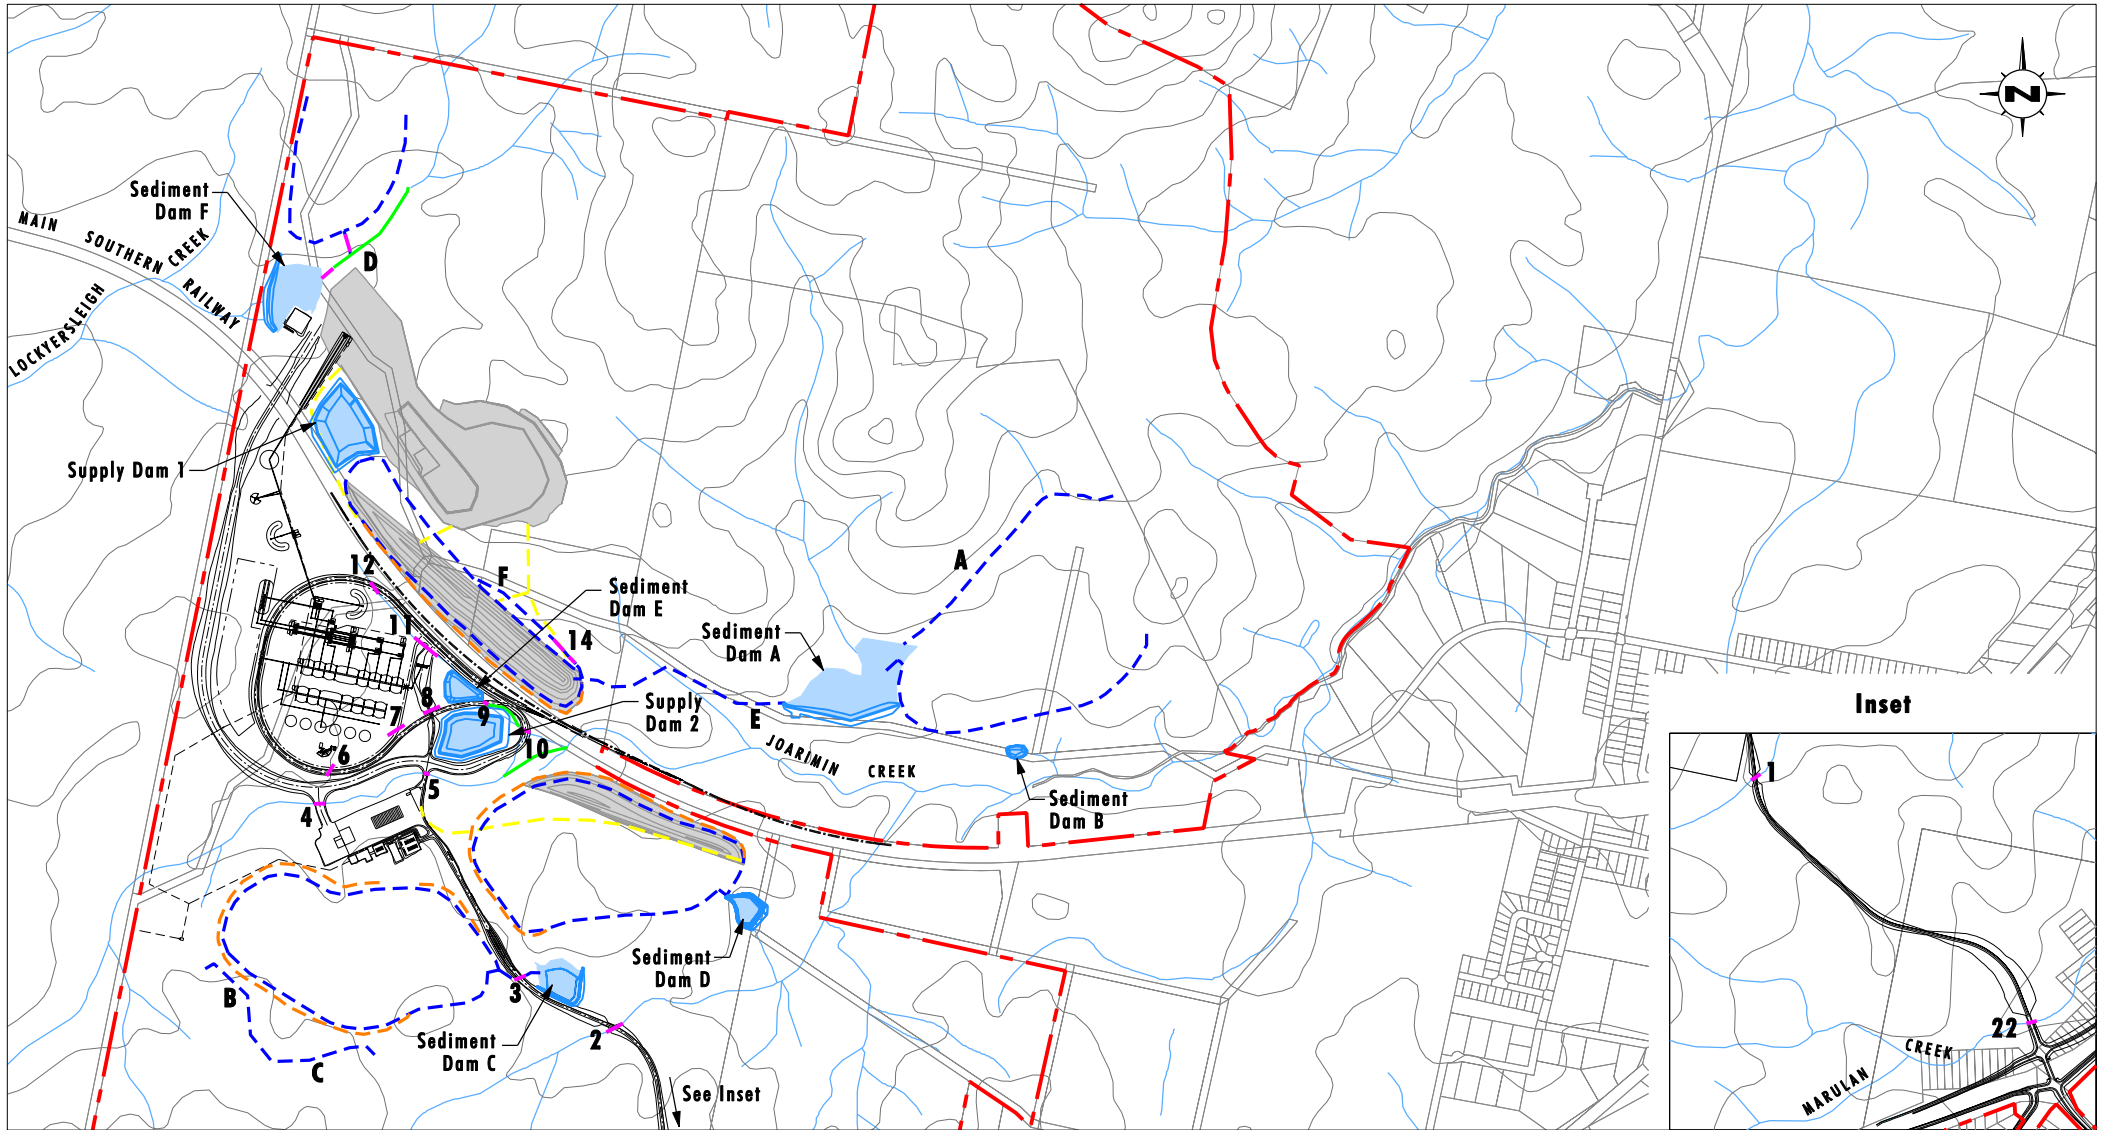 N
Sediment
Dam F
MAIN SOUTHERN RAILWAY
LOCKYERSLEIGH CREEK
D
Supply Dam 1
12
F
Sediment
Dam E
A
11
14
Sediment
Dam A
8
7
9
Supply
Dam 2
E
Inset
6
10
JOARIMIN CREEK
5
4
Sediment
Dam B
1
Sediment
Dam D
3
B
2
Sediment
Dam C
C
See Inset
22
MARULAN CREEK